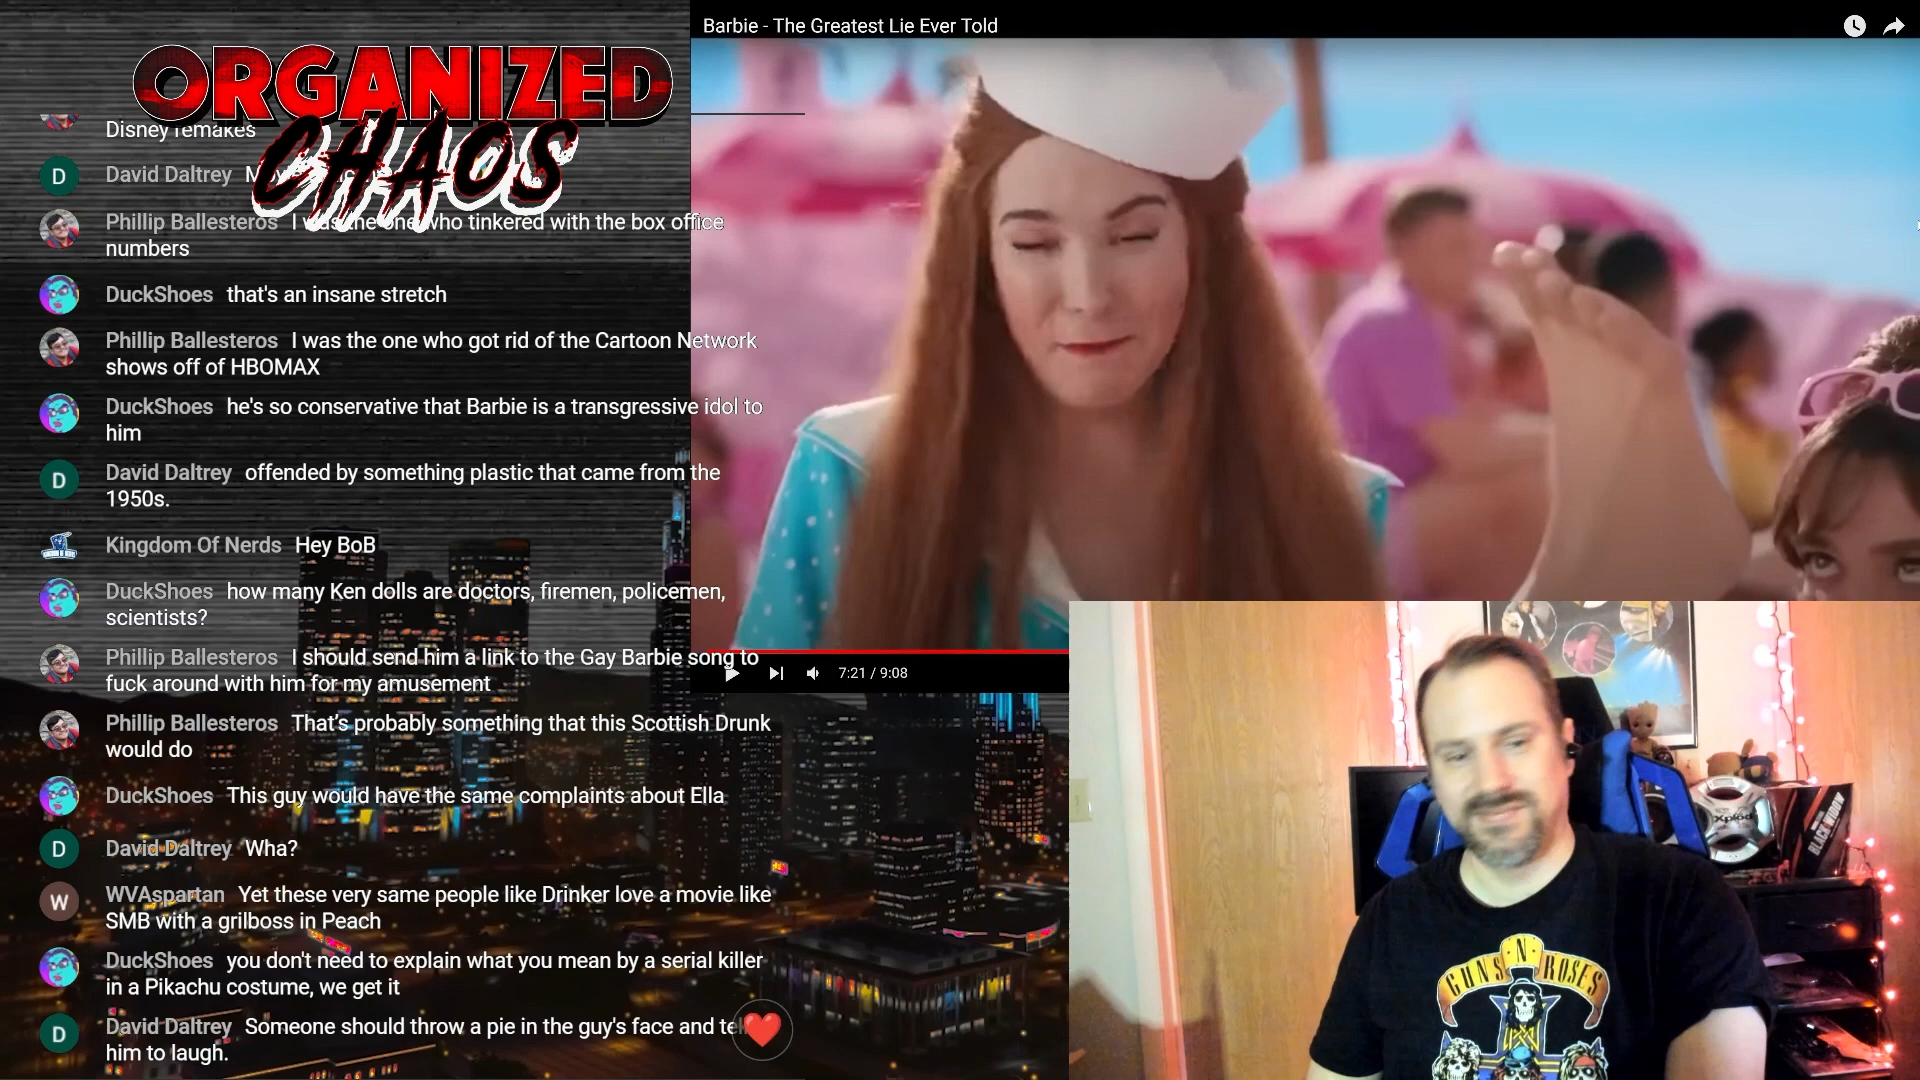 Barbie - The Greatest Lie Ever Told
ORGANIZED
CHAOS
Disney remakes
David Daltrey
Phillip Ballesteros I was the one who tinkered with the box office
numbers
DuckShoes that's an insane stretch
Phillip Ballesteros I was the one who got rid of the Cartoon Network
shows off of HBOMAX
DuckShoes he's so conservative that Barbie is a transgressive idol to
him
D David Daltrey offended by something plastic that came from the
1950s.
Kingdom Of Nerds Hey BoB
DuckShoes how many Ken dolls are doctors, firemen, policemen,
scientists?
Phillip Ballesteros I should send him a link to the Gay Barbie song to
fuck around with him for my amusement
7:21 / 9:08
Phillip Ballesteros That's probably something that this Scottish Drunk
would do
DuckShoes This guy would have the same complaints about Ella
D David Daltrey Wha?
W WVAspartan Yet these very same people like Drinker love a movie like
SMB with a grilboss in Peach
DuckShoes you don't need to explain what you mean by a serial killer
in a Pikachu costume, we get it
D David Daltrey Someone should throw a pie in the guy's face and
him to laugh.
GUNS N' ROSES
Xplod
BLACK WIDOW